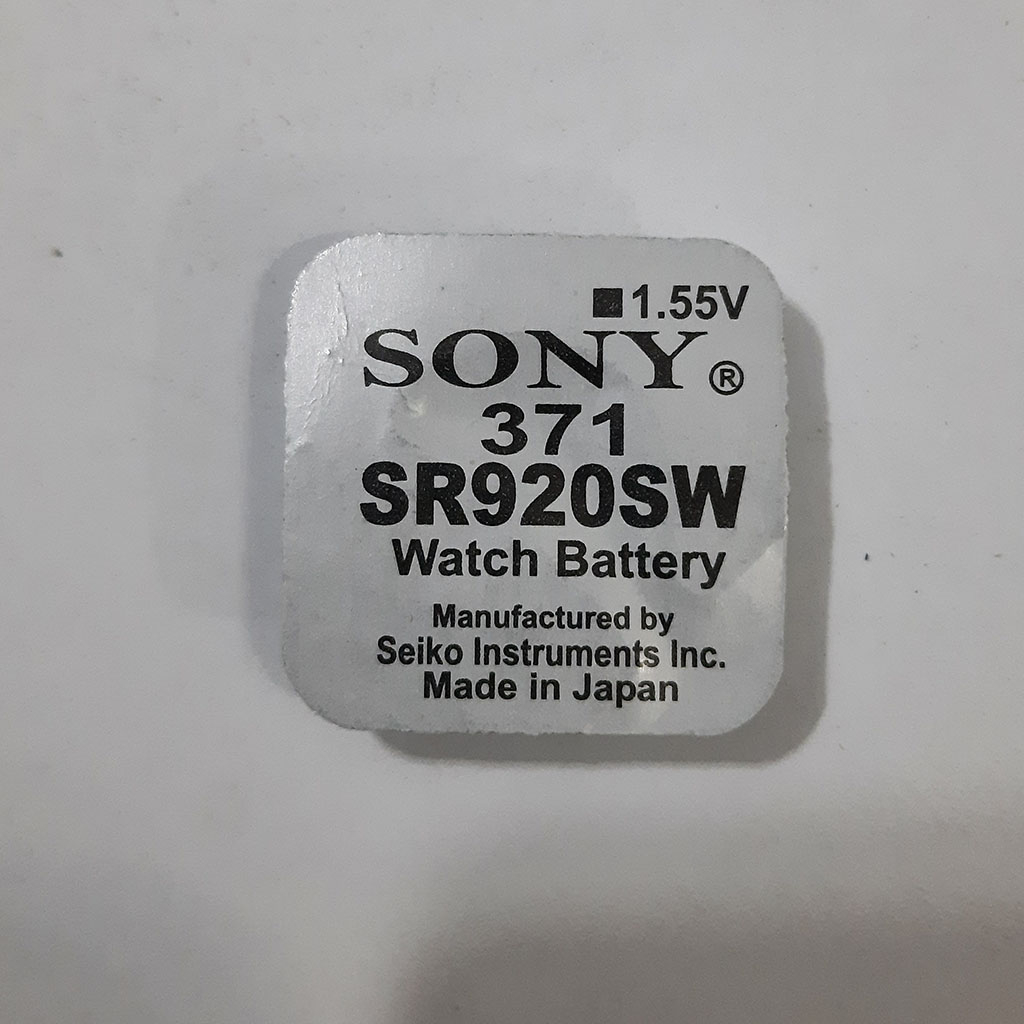 ■1.55V
SONY®
371
SR920SW
Watch Battery
Manufactured by
Seiko Instruments Inc.
Made in Japan